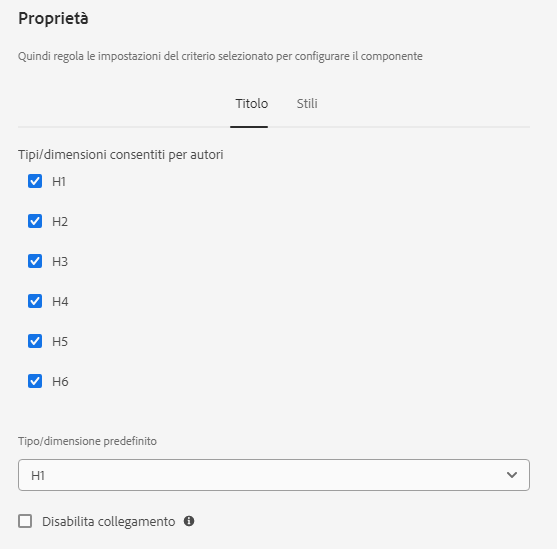 Proprietà
Quindi regola le impostazioni del criterio selezionato per configurare il componente
Titolo Stili
Tipi/dimensioni consentiti per autori
H1
H2
H3
H4
H5
H6
Tipo/dimensione predefinito
H1
Disabilita collegamento